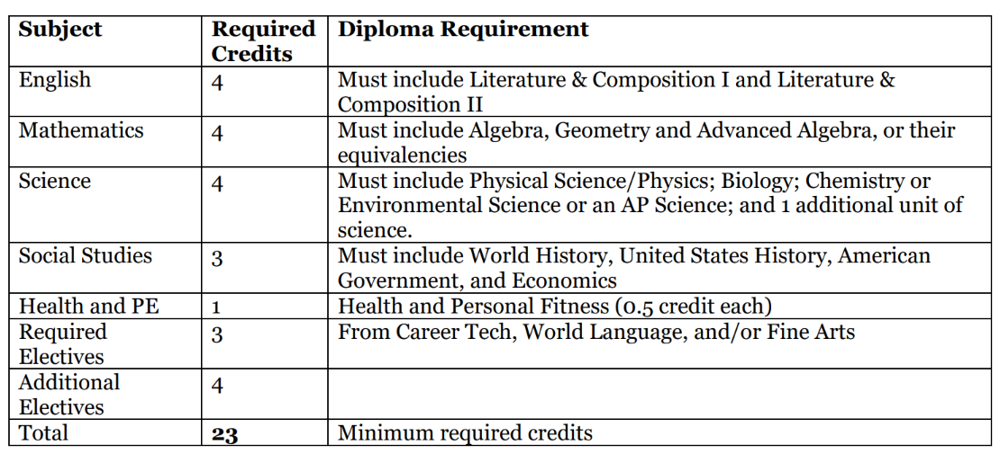 Subject Required Credits Diploma Requirement
English 4 Must include Literature & Composition I and Literature &
Composition II
Mathematics 4 Must include Algebra, Geometry and Advanced Algebra, or their
equivalencies
Science 4 Must include Physical Science/Physics; Biology; Chemistry or
Environmental Science or an AP Science; and 1 additional unit of
science.
Social Studies 3 Must include World History, United States History, American
Government, and Economics
Health and PE 1 Health and Personal Fitness (0.5 credit each)
Required Electives 3 From Career Tech, World Language, and/or Fine Arts
Additional Electives 4
Total 23 Minimum required credits